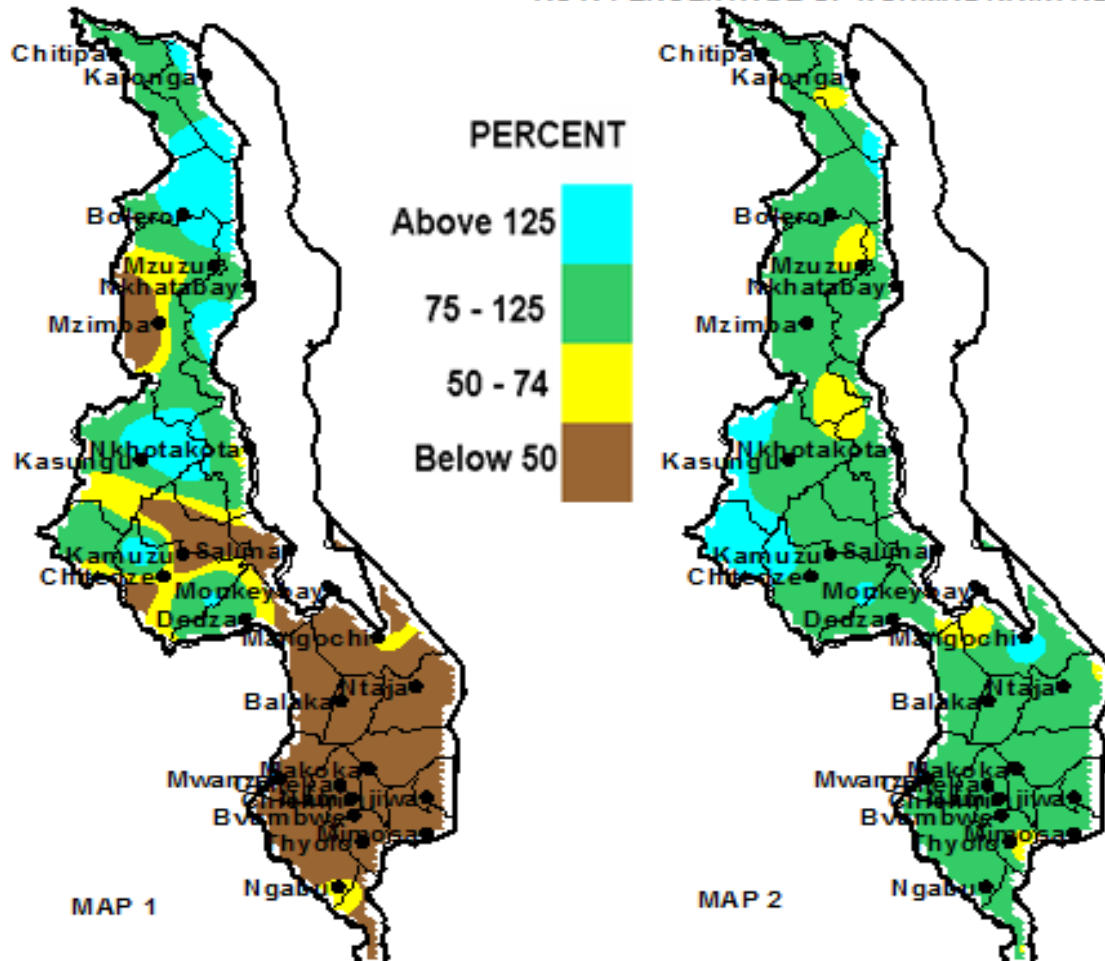 Chitipa
Karonga
Bolero
Mzuzu
Nkhatabay
Mzimba
Nkhotakota
Kasungu
Kamuzu
Salima
Chitedze
Monkeybay
Dedza
Mangochi
Ntaja
Balaka
Makoka
Mwanza
Bvumbwe
Mimosa
Thyolo
Ngabu
MAP 1
PERCENT
Above 125
75 - 125
50 - 74
Below 50
Chitipa
Karonga
Bolero
Mzuzu
Nkhatabay
Mzimba
Nkhotakota
Kasungu
Kamuzu
Salima
Chitedze
Monkeybay
Dedza
Mangochi
Ntaja
Balaka
Makoka
Mwanza
Bvumbwe
Mimosa
Thyolo
Ngabu
MAP 2